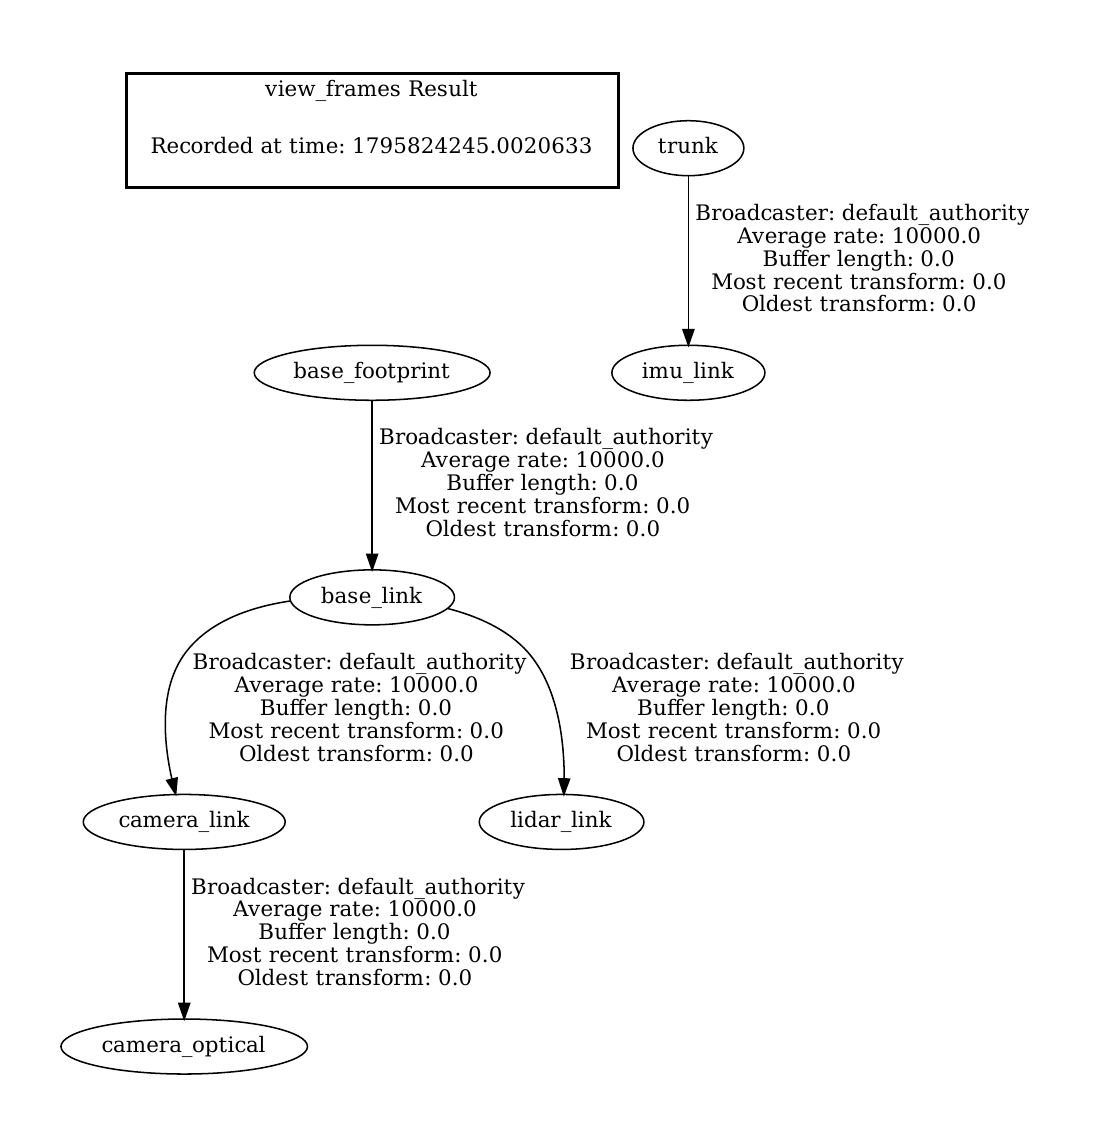 view_frames Result
Recorded at time: 1795824245.0020633
trunk
Broadcaster: default_authority
Average rate: 10000.0
Buffer length: 0.0
Most recent transform: 0.0
Oldest transform: 0.0
base_footprint
imu_link
Broadcaster: default_authority
Average rate: 10000.0
Buffer length: 0.0
Most recent transform: 0.0
Oldest transform: 0.0
base_link
Broadcaster: default_authority
Average rate: 10000.0
Buffer length: 0.0
Most recent transform: 0.0
Oldest transform: 0.0
Broadcaster: default_authority
Average rate: 10000.0
Buffer length: 0.0
Most recent transform: 0.0
Oldest transform: 0.0
camera_link
lidar_link
Broadcaster: default_authority
Average rate: 10000.0
Buffer length: 0.0
Most recent transform: 0.0
Oldest transform: 0.0
camera_optical